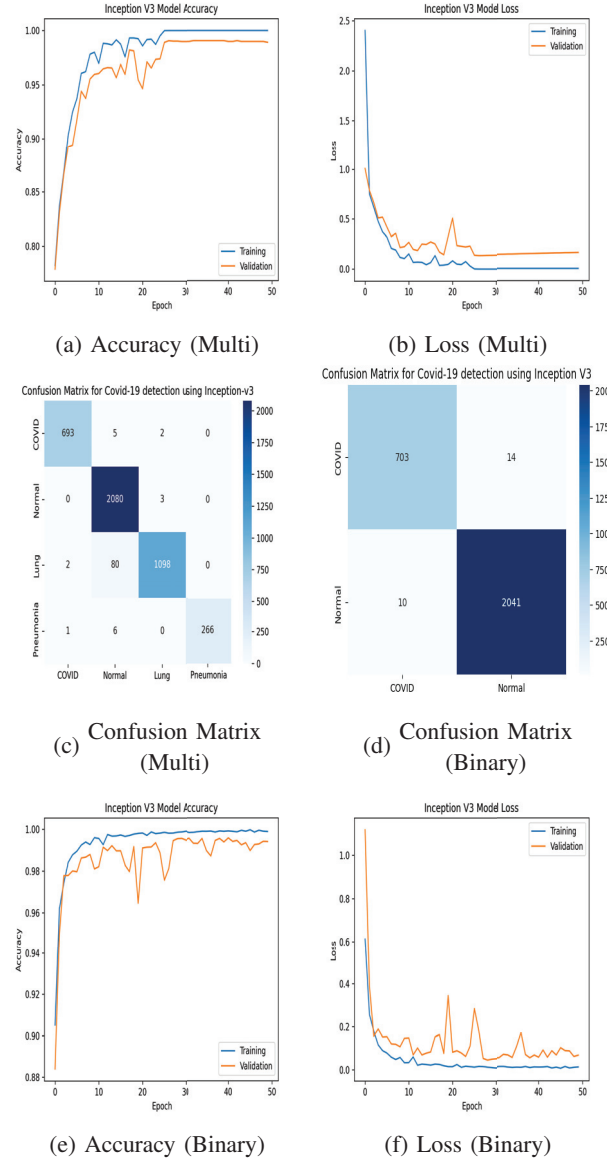 Inception V3 Model Accuracy
1.00
0.95
0.90
0.85
0.80
Accuracy
Training
Validation
0 10 20 30 40 50
Epoch
(a) Accuracy (Multi)
Inception V3 Model Loss
2.5
2.0
1.5
1.0
0.5
0.0
Loss
Training
Validation
0 10 20 30 40 50
Epoch
(b) Loss (Multi)
Confusion Matrix for Covid-19 detection using Inception-v3
COVID 693 5 2 0
Normal 0 2080 3 0
Lung 2 80 1098 0
Pneumonia 1 6 0 266
COVID Normal Lung Pneumonia
2000
1750
1500
1250
1000
750
500
250
0
(c) Confusion Matrix
(Multi)
Confusion Matrix for Covid-19 detection using Inception V3
COVID 703 14
Normal 10 2041
COVID Normal
200
175
150
125
100
750
500
250
(d) Confusion Matrix
(Binary)
Inception V3 Model Accuracy
1.00
0.98
0.96
0.94
0.92
0.90
0.88
Accuracy
Training
Validation
0 10 20 30 40 50
Epoch
(e) Accuracy (Binary)
Inception V3 Model Loss
1.0
0.8
0.6
0.4
0.2
0.0
Loss
Training
Validation
0 10 20 30 40 50
Epoch
(f) Loss (Binary)